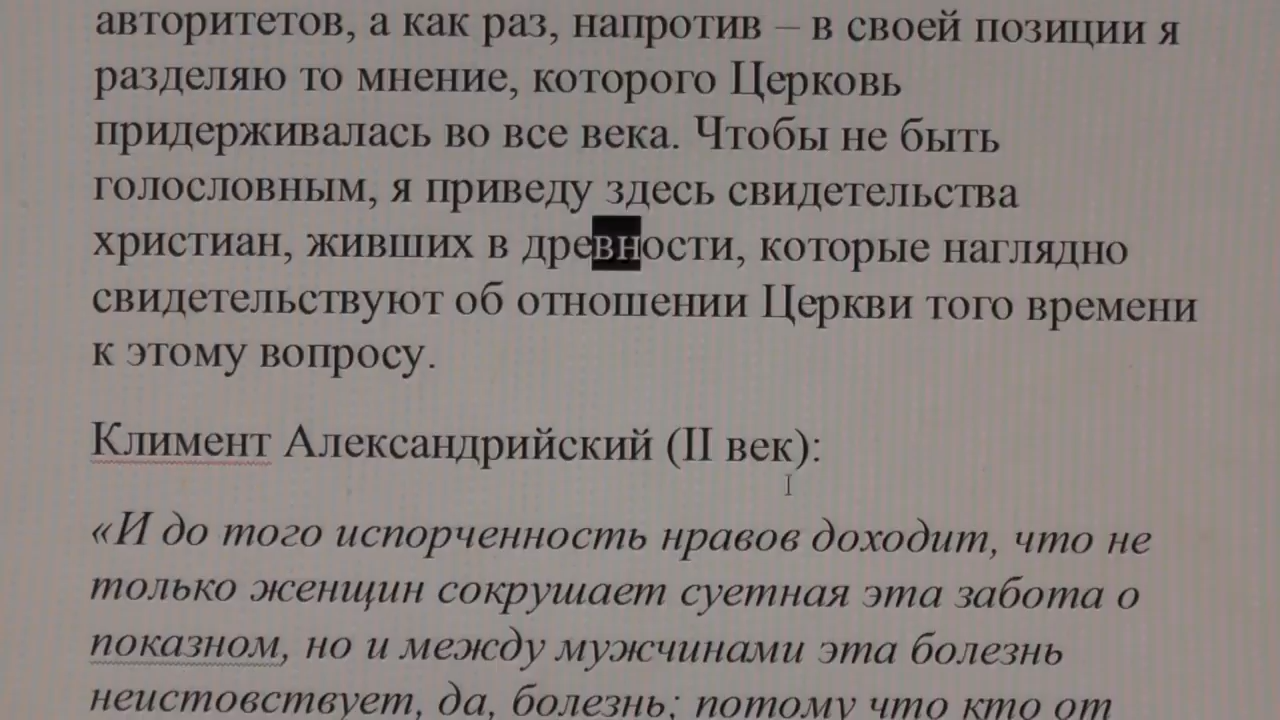 авторитетов, а как раз, напротив – в своей позиции я
разделяю то мнение, которого Церковь
придерживалась во все века. Чтобы не быть
голословным, я приведу здесь свидетельства
христиан, живших в древности, которые наглядно
свидетельствуют об отношении Церкви того времени
к этому вопросу.
Климент Александрийский (II век):
«И до того испорченность нравов доходит, что не
только женщин сокрушает суетная эта забота о
показном, но и между мужчинами эта болезнь
неистовствует, да, болезнь; потому что кто от